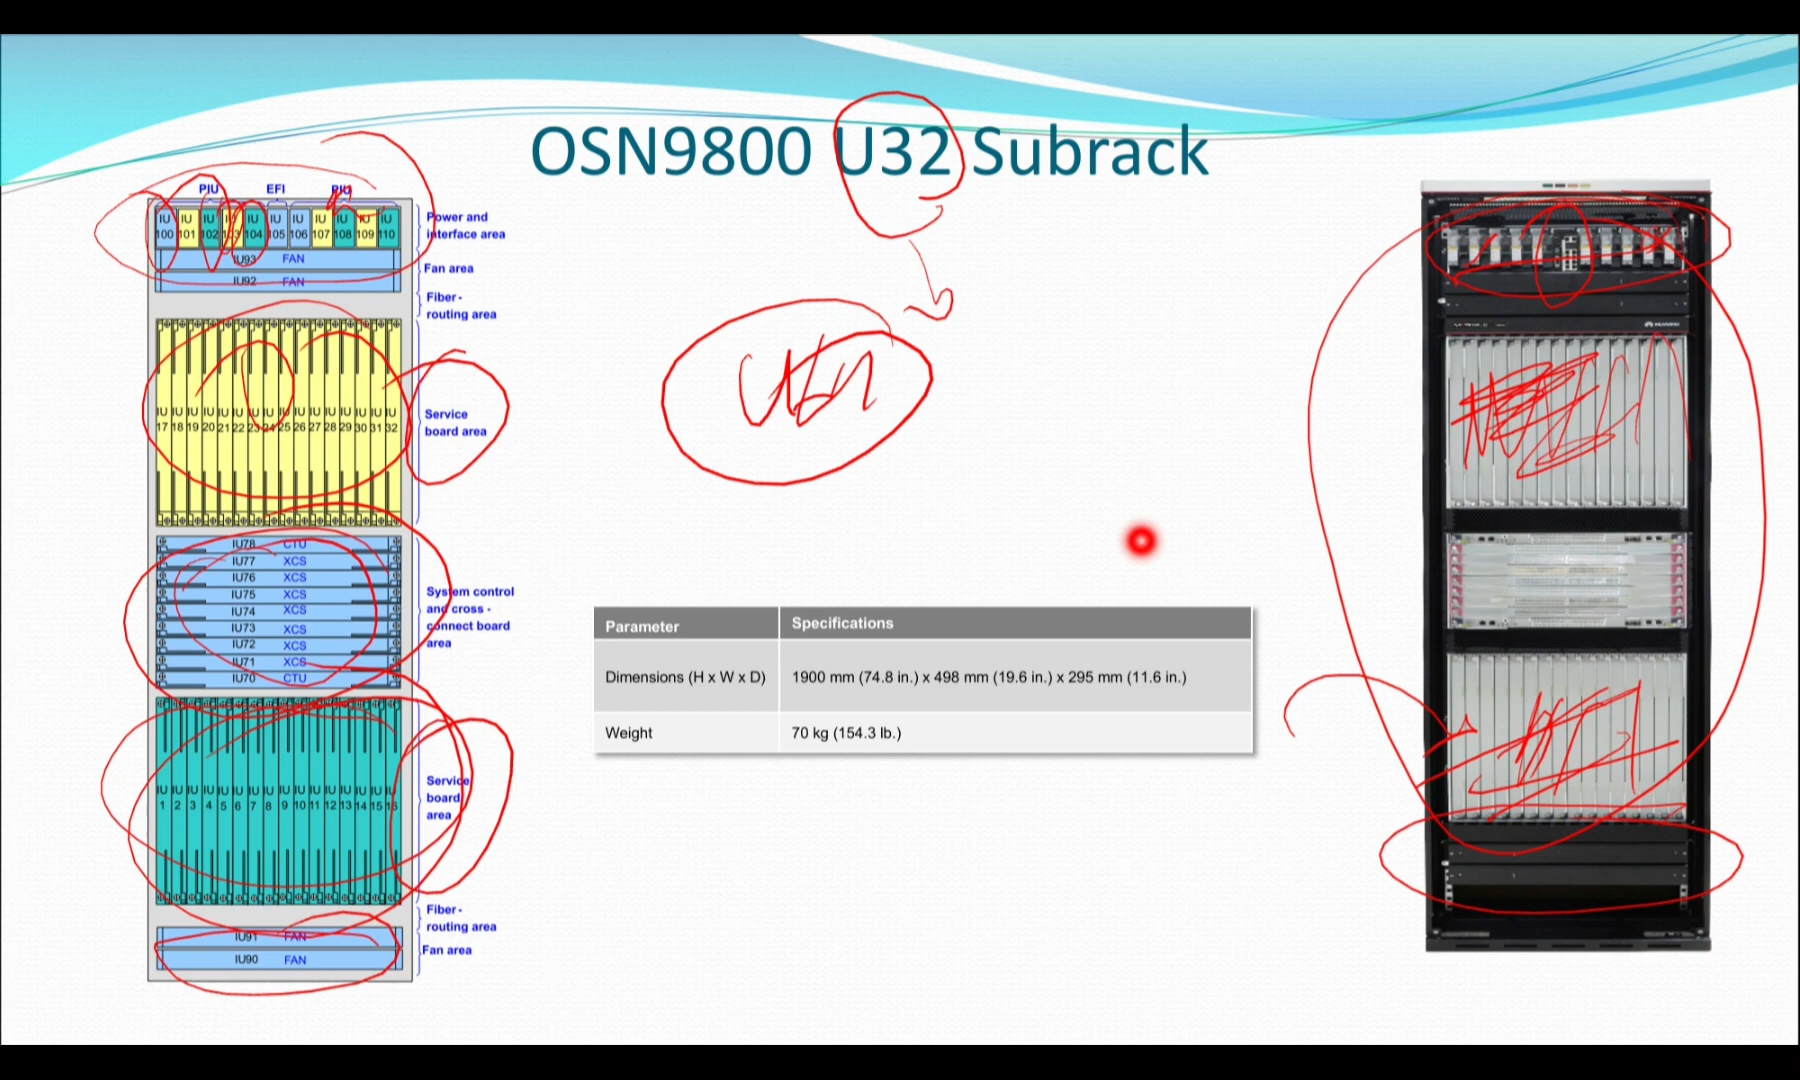 OSN9800 U32 Subrack
PIU EFI PIU
IU 100 IU 101 IU 102 IU 103 IU 104 IU 105 IU 106 IU 107 IU 108 IU 109 IU 110
Power and
interface area
IU93 FAN
IU92 FAN
Fan area
Fiber -
routing area
IU 17 IU 18 IU 19 IU 20 IU 21 IU 22 IU 23 IU 24 IU 25 IU 26 IU 27 IU 28 IU 29 IU 30 IU 31 IU 32
Service
board area
IU78 CTU
IU77 XCS
IU76 XCS
IU75 XCS
IU74 XCS
IU73 XCS
IU72 XCS
IU71 XCS
IU70 CTU
System control
and cross -
connect board
area
IU 1 IU 2 IU 3 IU 4 IU 5 IU 6 IU 7 IU 8 IU 9 IU 10 IU 11 IU 12 IU 13 IU 14 IU 15 IU 16
Service
board
area
Fiber -
routing area
IU91 FAN
IU90 FAN
Fan area
Parameter Specifications
Dimensions (H x W x D) 1900 mm (74.8 in.) x 498 mm (19.6 in.) x 295 mm (11.6 in.)
Weight 70 kg (154.3 lb.)
HUAWEI